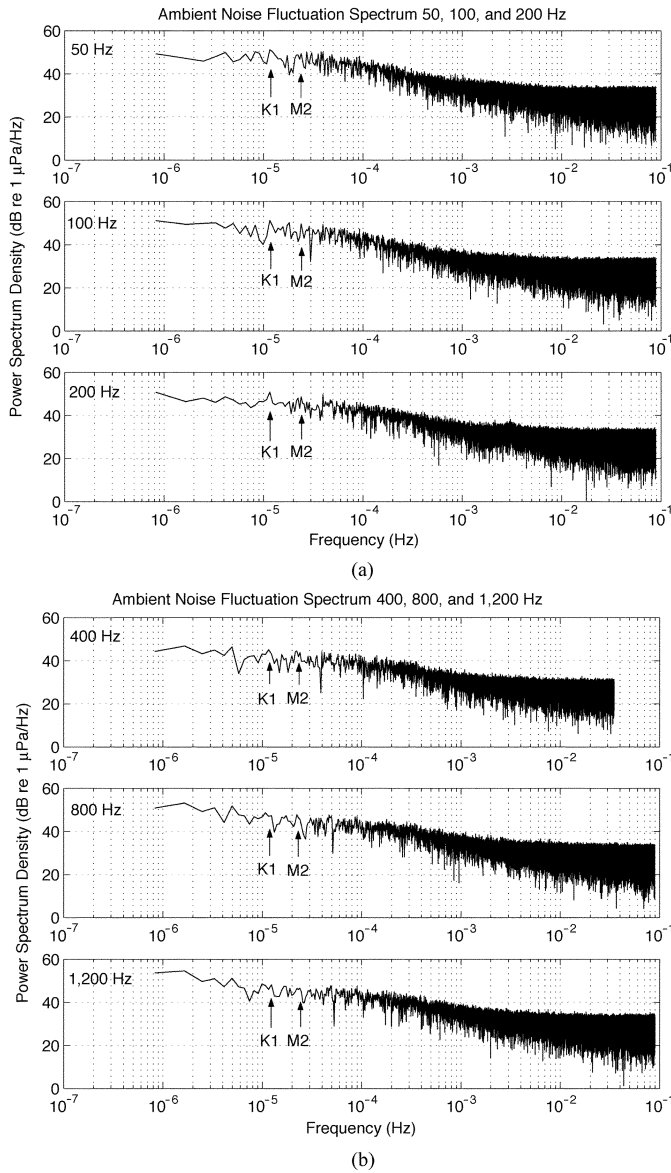 Ambient Noise Fluctuation Spectrum 50, 100, and 200 Hz
Power Spectrum Density (dB re 1 µPa/Hz)
60
50 Hz
40
20
0
K1 M2
10⁻⁷ 10⁻⁶ 10⁻⁵ 10⁻⁴ 10⁻³ 10⁻² 10⁻¹
60
100 Hz
40
20
0
K1 M2
10⁻⁷ 10⁻⁶ 10⁻⁵ 10⁻⁴ 10⁻³ 10⁻² 10⁻¹
60
200 Hz
40
20
0
K1 M2
10⁻⁷ 10⁻⁶ 10⁻⁵ 10⁻⁴ 10⁻³ 10⁻² 10⁻¹
Frequency (Hz)
(a)
Ambient Noise Fluctuation Spectrum 400, 800, and 1,200 Hz
Power Spectrum Density (dB re 1 µPa/Hz)
60
400 Hz
40
20
0
K1 M2
10⁻⁷ 10⁻⁶ 10⁻⁵ 10⁻⁴ 10⁻³ 10⁻² 10⁻¹
60
800 Hz
40
20
0
K1 M2
10⁻⁷ 10⁻⁶ 10⁻⁵ 10⁻⁴ 10⁻³ 10⁻² 10⁻¹
60
1,200 Hz
40
20
0
K1 M2
10⁻⁷ 10⁻⁶ 10⁻⁵ 10⁻⁴ 10⁻³ 10⁻² 10⁻¹
Frequency (Hz)
(b)